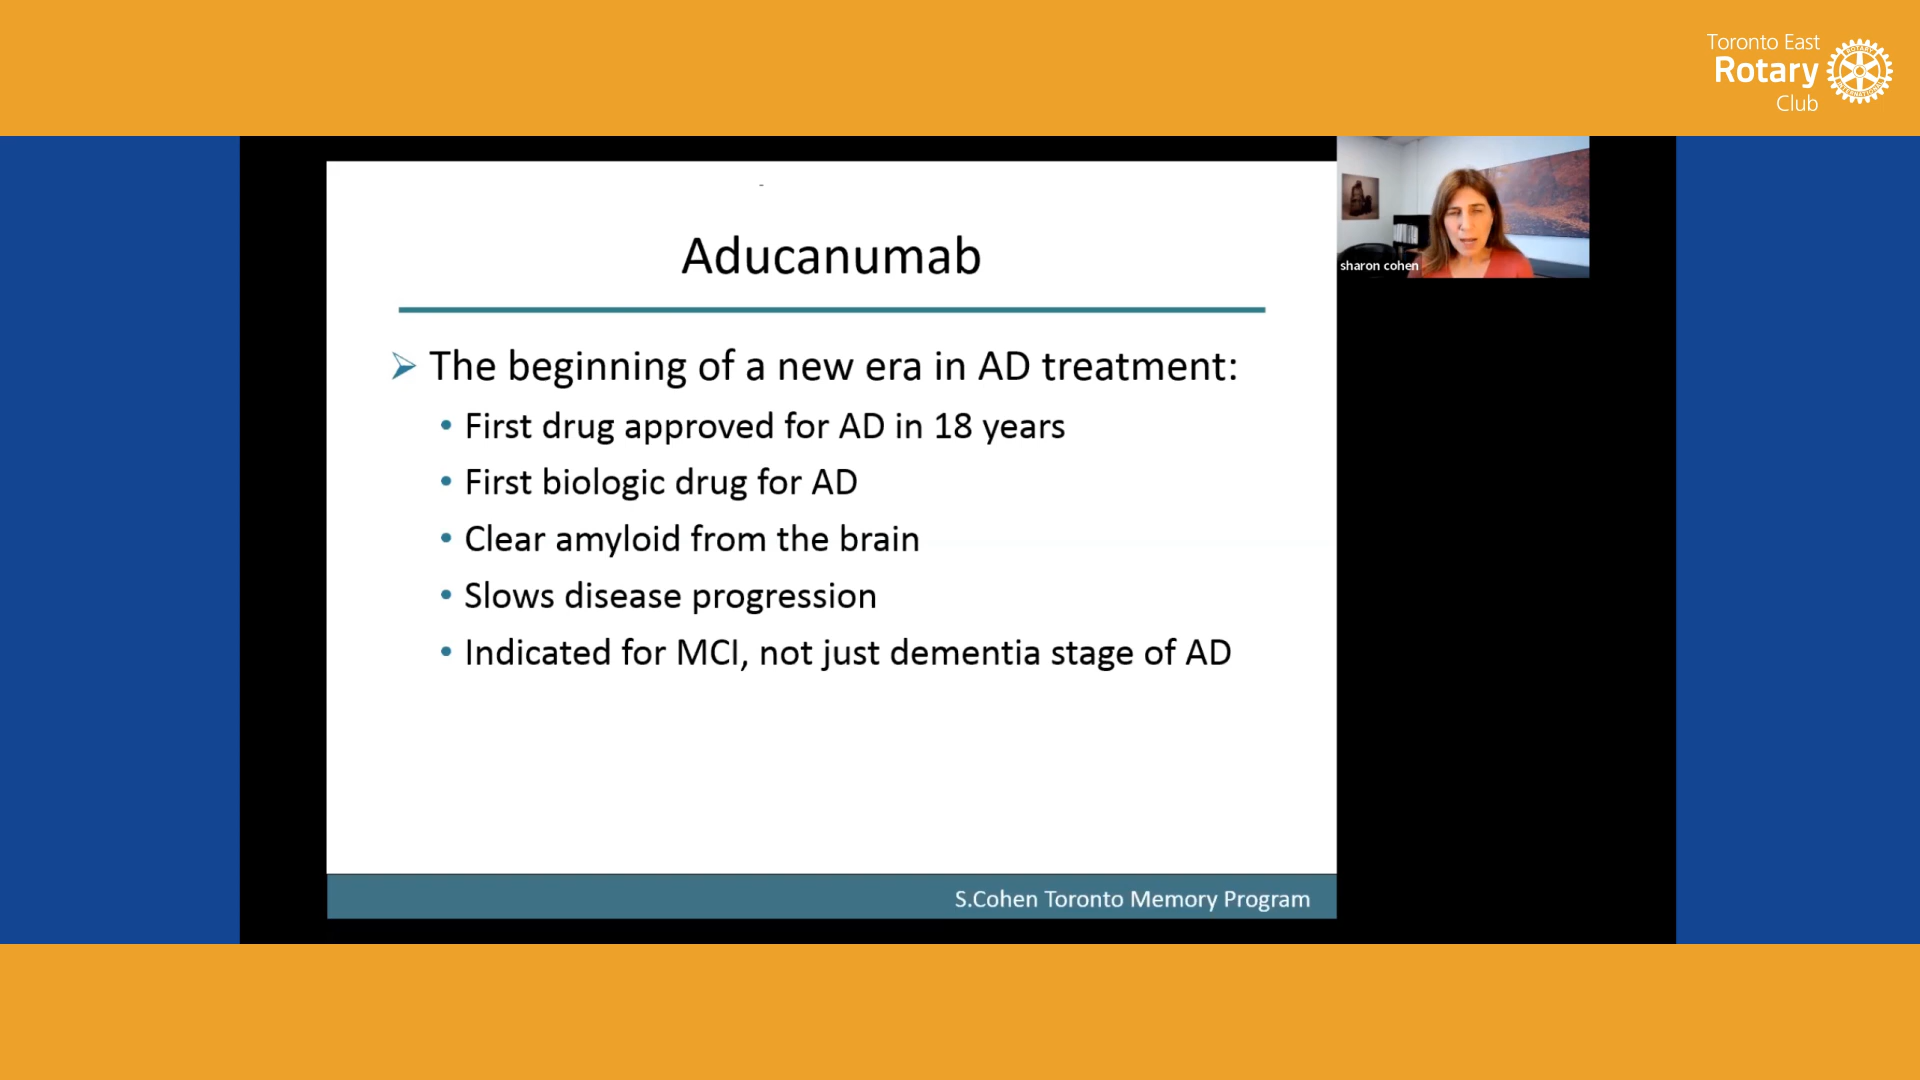 Toronto East
Rotary
Club
Aducanumab
The beginning of a new era in AD treatment:
• First drug approved for AD in 18 years
• First biologic drug for AD
• Clear amyloid from the brain
• Slows disease progression
• Indicated for MCI, not just dementia stage of AD
S.Cohen Toronto Memory Program
sharon cohen
ROTARY
INTERNATIONAL